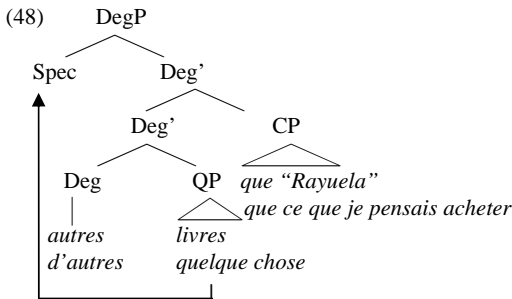 (48) DegP
Spec Deg’
Deg’ CP
Deg QP que “Rayuela”
que ce que je pensais acheter
autres livres
d’autres quelque chose